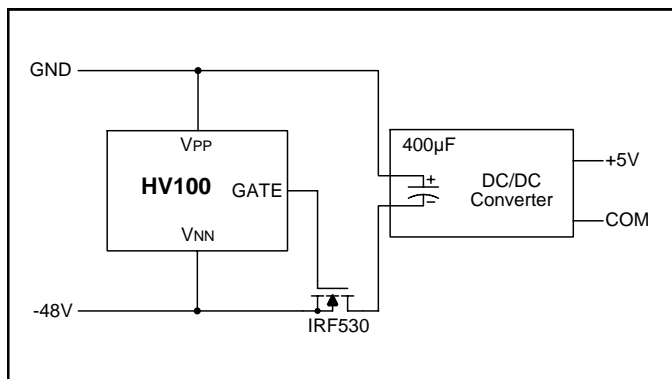 GND
VPP
HV100
GATE
VNN
-48V
IRF530
400µF
+
−
DC/DC
Converter
+5V
COM